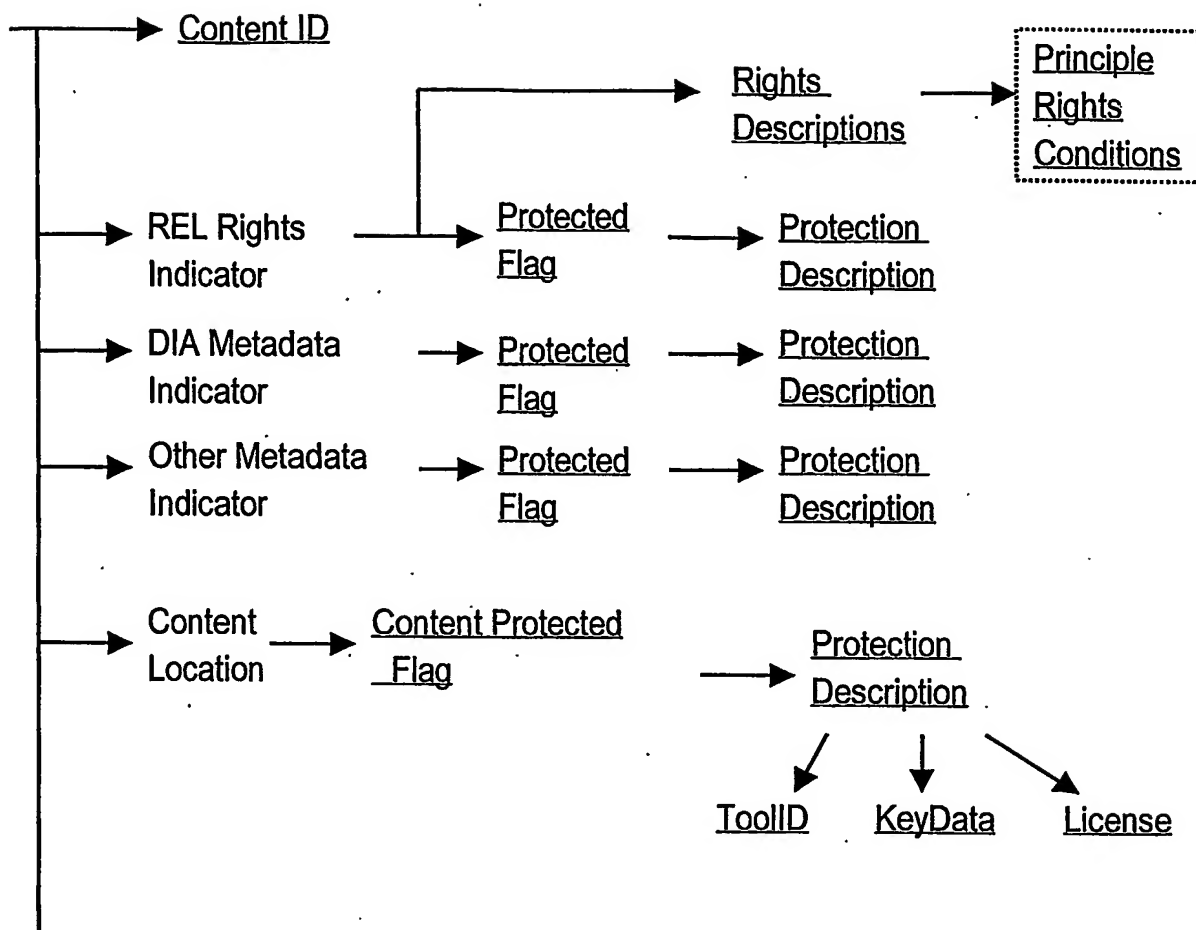 Content ID
Rights
Descriptions
Principle
Rights
Conditions
REL Rights
Indicator
Protected
Flag
Protection
Description
DIA Metadata
Indicator
Protected
Flag
Protection
Description
Other Metadata
Indicator
Protected
Flag
Protection
Description
Content
Location
Content Protected
Flag
Protection
Description
ToolID
KeyData
License